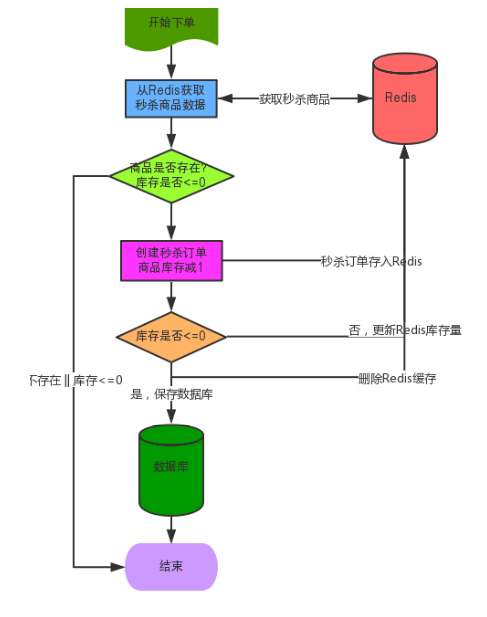 开始下单
从Redis获取
秒杀商品数据
获取秒杀商品
Redis
商品是否存在?
库存是否<=0
创建秒杀订单
商品库存减1
秒杀订单存入Redis
库存是否<=0
否，更新Redis库存量
不存在 || 库存<=0
删除Redis缓存
是，保存数据库
数据库
结束